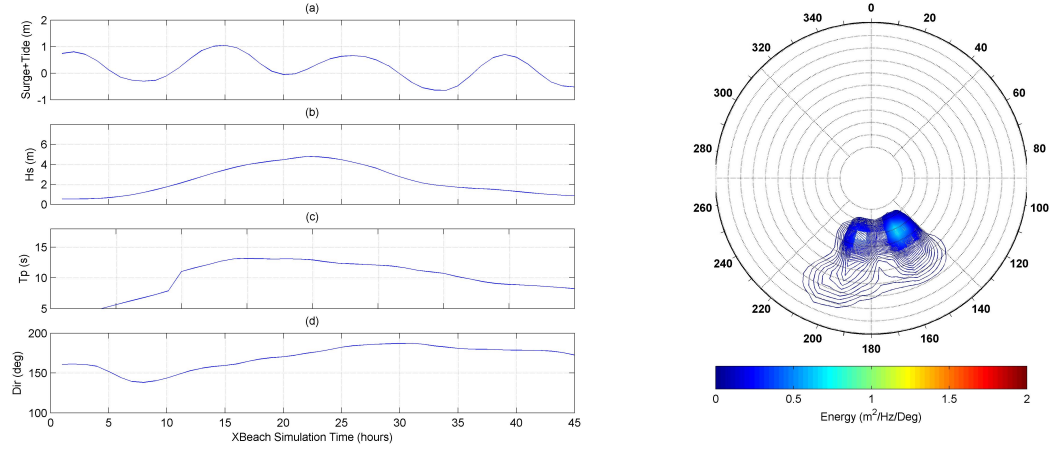 (a)
Surge+Tide (m)
2
1
0
-1
(b)
Hs (m)
6
4
2
0
(c)
Tp (s)
15
10
5
(d)
Dir (deg)
200
150
100
0 5 10 15 20 25 30 35 40 45
XBeach Simulation Time (hours)
0
20
40
60
80
100
120
140
160
180
200
220
240
260
280
300
320
340
0 0.5 1 1.5 2
Energy (m²/Hz/Deg)